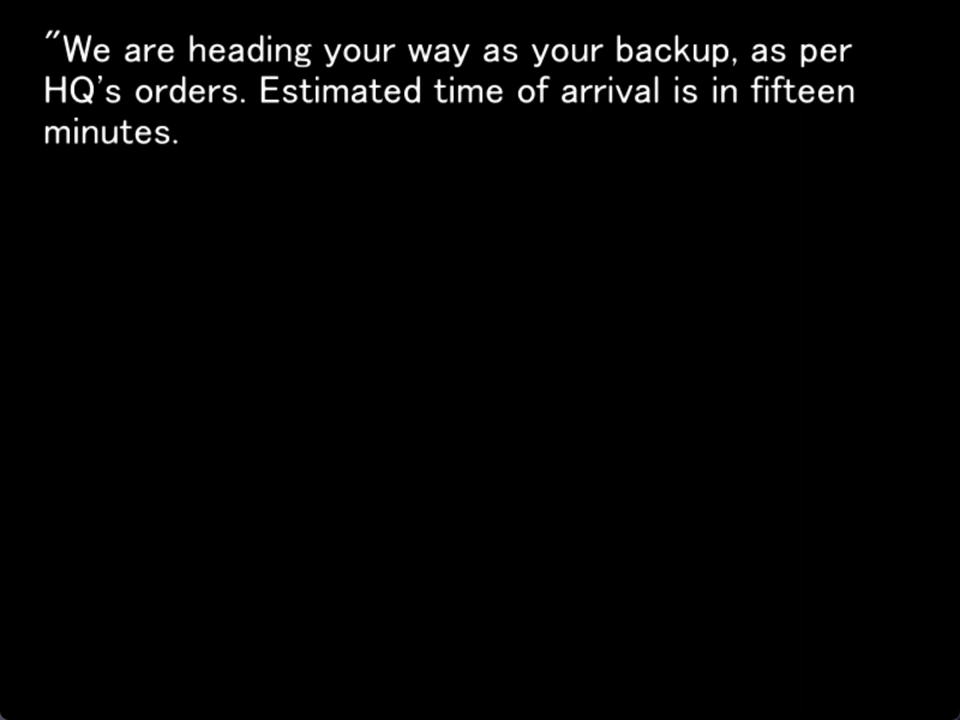 "We are heading your way as your backup, as per
HQ's orders. Estimated time of arrival is in fifteen
minutes.